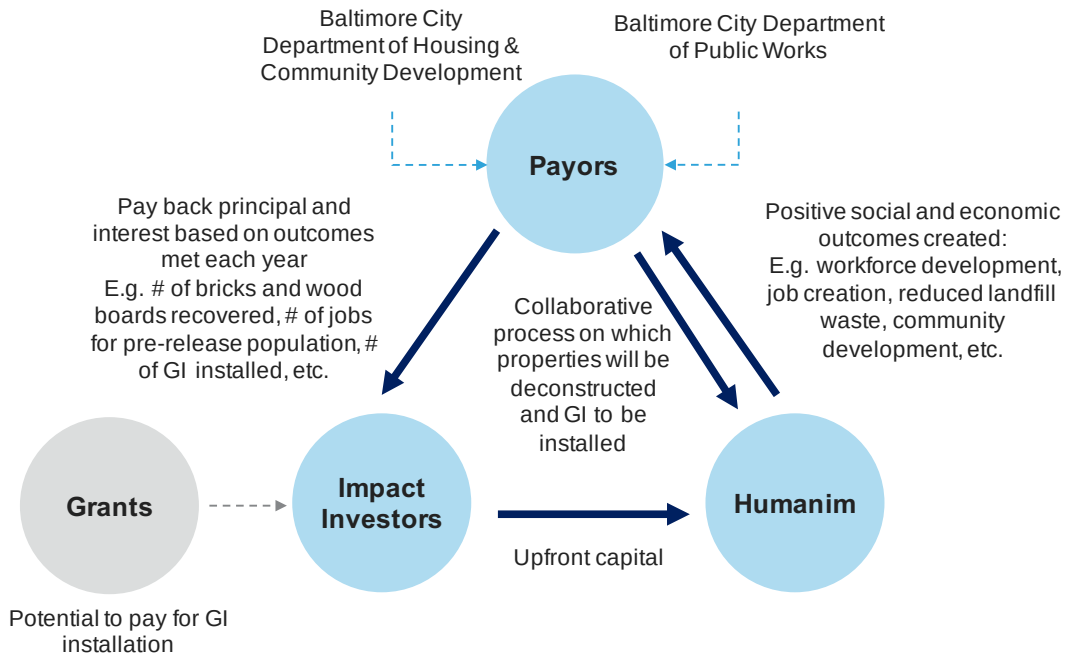 Baltimore City
Department of Housing &
Community Development
Baltimore City Department
of Public Works
Payors
Pay back principal and
interest based on outcomes
met each year
E.g. # of bricks and wood
boards recovered, # of jobs
for pre-release population, #
of GI installed, etc.
Collaborative
process on which
properties will be
deconstructed
and GI to be
installed
Positive social and economic
outcomes created:
E.g. workforce development,
job creation, reduced landfill
waste, community
development, etc.
Grants
Impact
Investors
Humanim
Upfront capital
Potential to pay for GI
installation